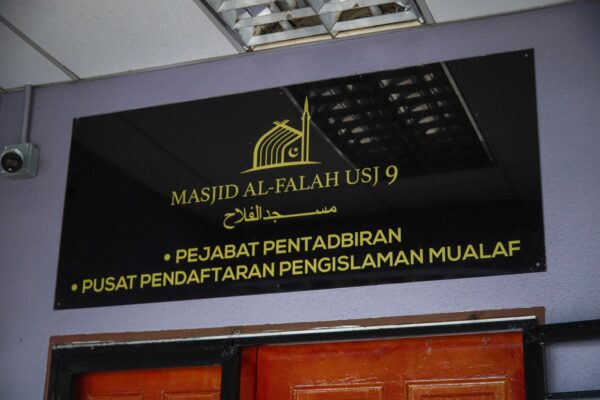 MASJID AL-FALAH USJ 9
مسجد الفلاح
• PEJABAT PENTADBIRAN
• PUSAT PENDAFTARAN PENGISLAMAN MUALAF